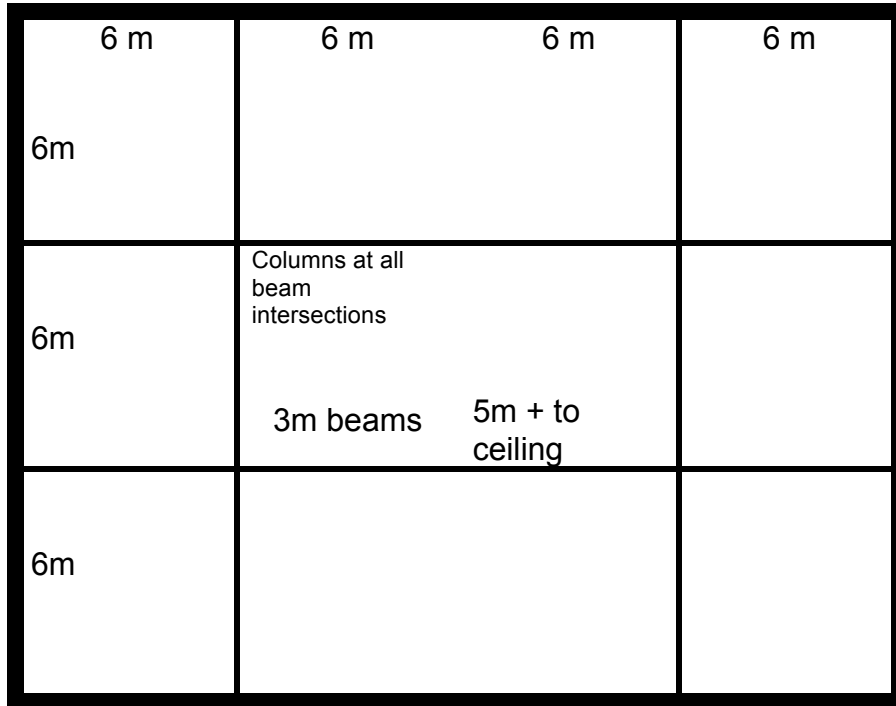 6 m 6 m 6 m 6 m
6m
Columns at all
beam
intersections
6m
3m beams
5m + to
ceiling
6m